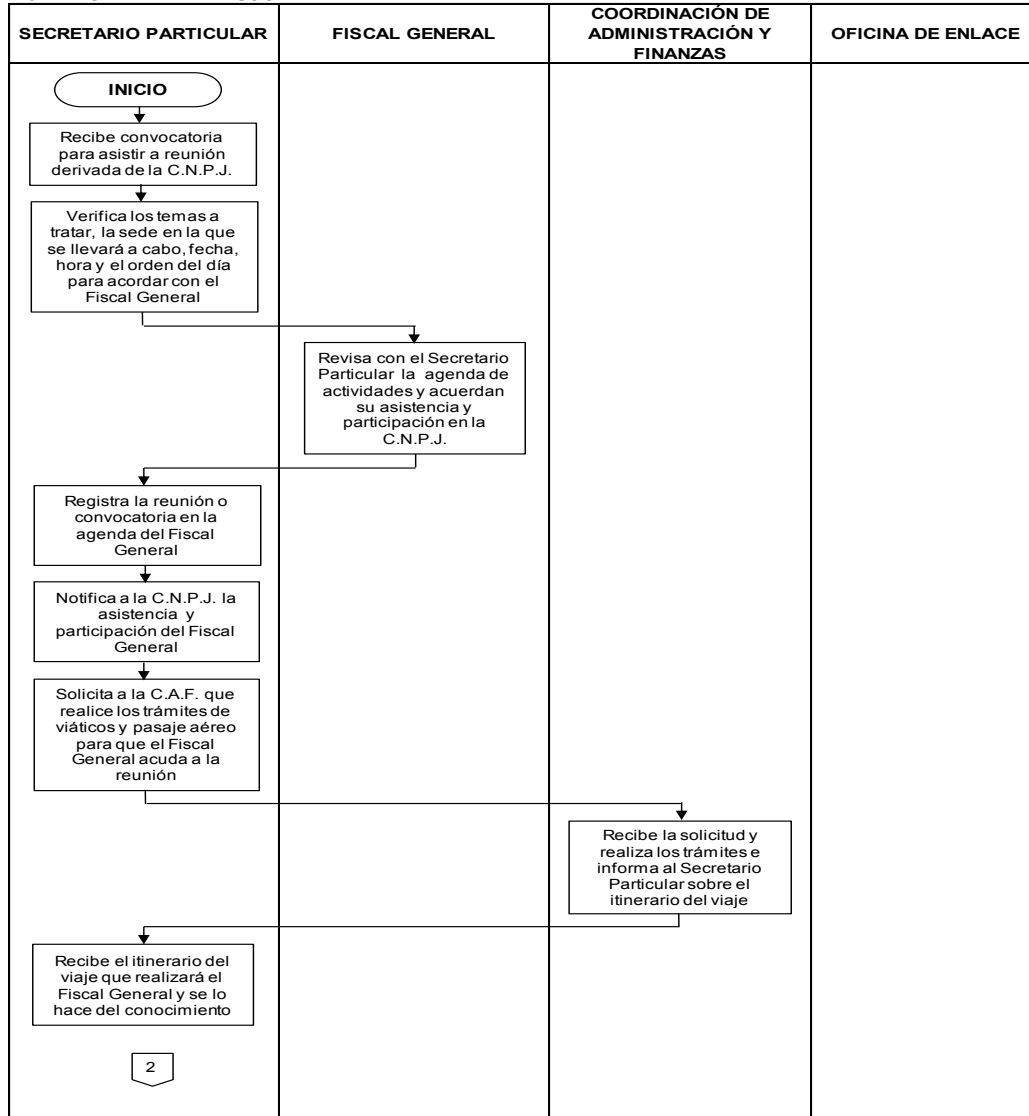 SECRETARIO PARTICULAR
FISCAL GENERAL
COORDINACIÓN DE
ADMINISTRACIÓN Y
FINANZAS
OFICINA DE ENLACE
INICIO
Recibe convocatoria
para asistir a reunión
derivada de la C.N.P.J.
Verifica los temas a
tratar, la sede en la que
se llevará a cabo, fecha,
hora y el orden del día
para acordar con el
Fiscal General
Revisa con el Secretario
Particular la agenda de
actividades y acuerdan
su asistencia y
participación en la
C.N.P.J.
Registra la reunión o
convocatoria en la
agenda del Fiscal
General
Notifica a la C.N.P.J. la
asistencia y
participación del Fiscal
General
Solicita a la C.A.F. que
realice los trámites de
viáticos y pasaje aéreo
para que el Fiscal
General acuda a la
reunión
Recibe la solicitud y
realiza los trámites e
informa al Secretario
Particular sobre el
itinerario del viaje
Recibe el itinerario del
viaje que realizará el
Fiscal General y se lo
hace del conocimiento
2